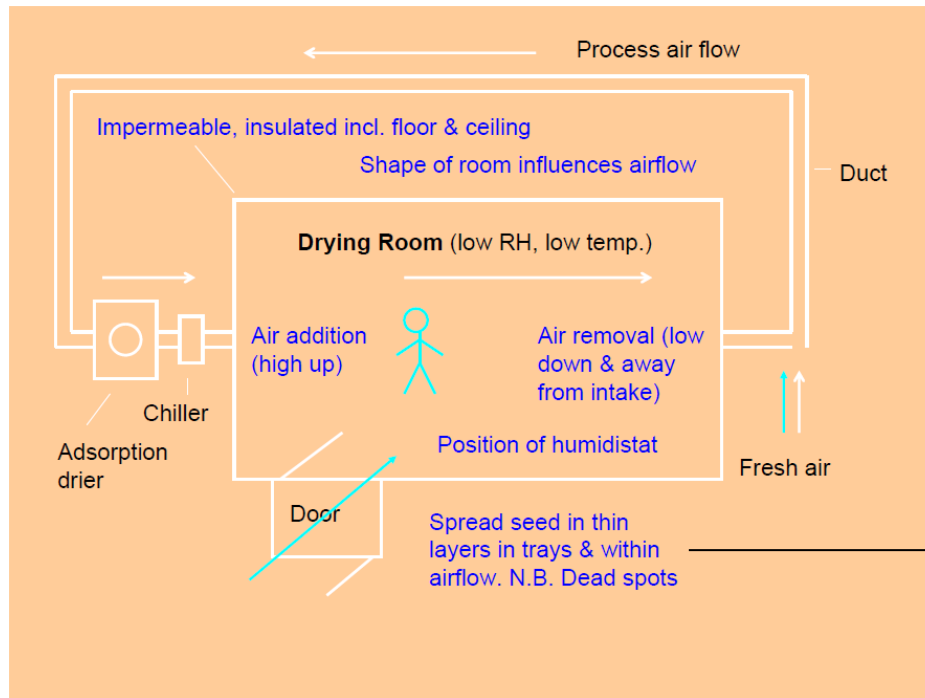 Process air flow
Impermeable, insulated incl. floor & ceiling
Shape of room influences airflow
Duct
Drying Room (low RH, low temp.)
Air addition
(high up)
Air removal (low
down & away
from intake)
Chiller
Adsorption
drier
Position of humidistat
Fresh air
Door
Spread seed in thin
layers in trays & within
airflow. N.B. Dead spots